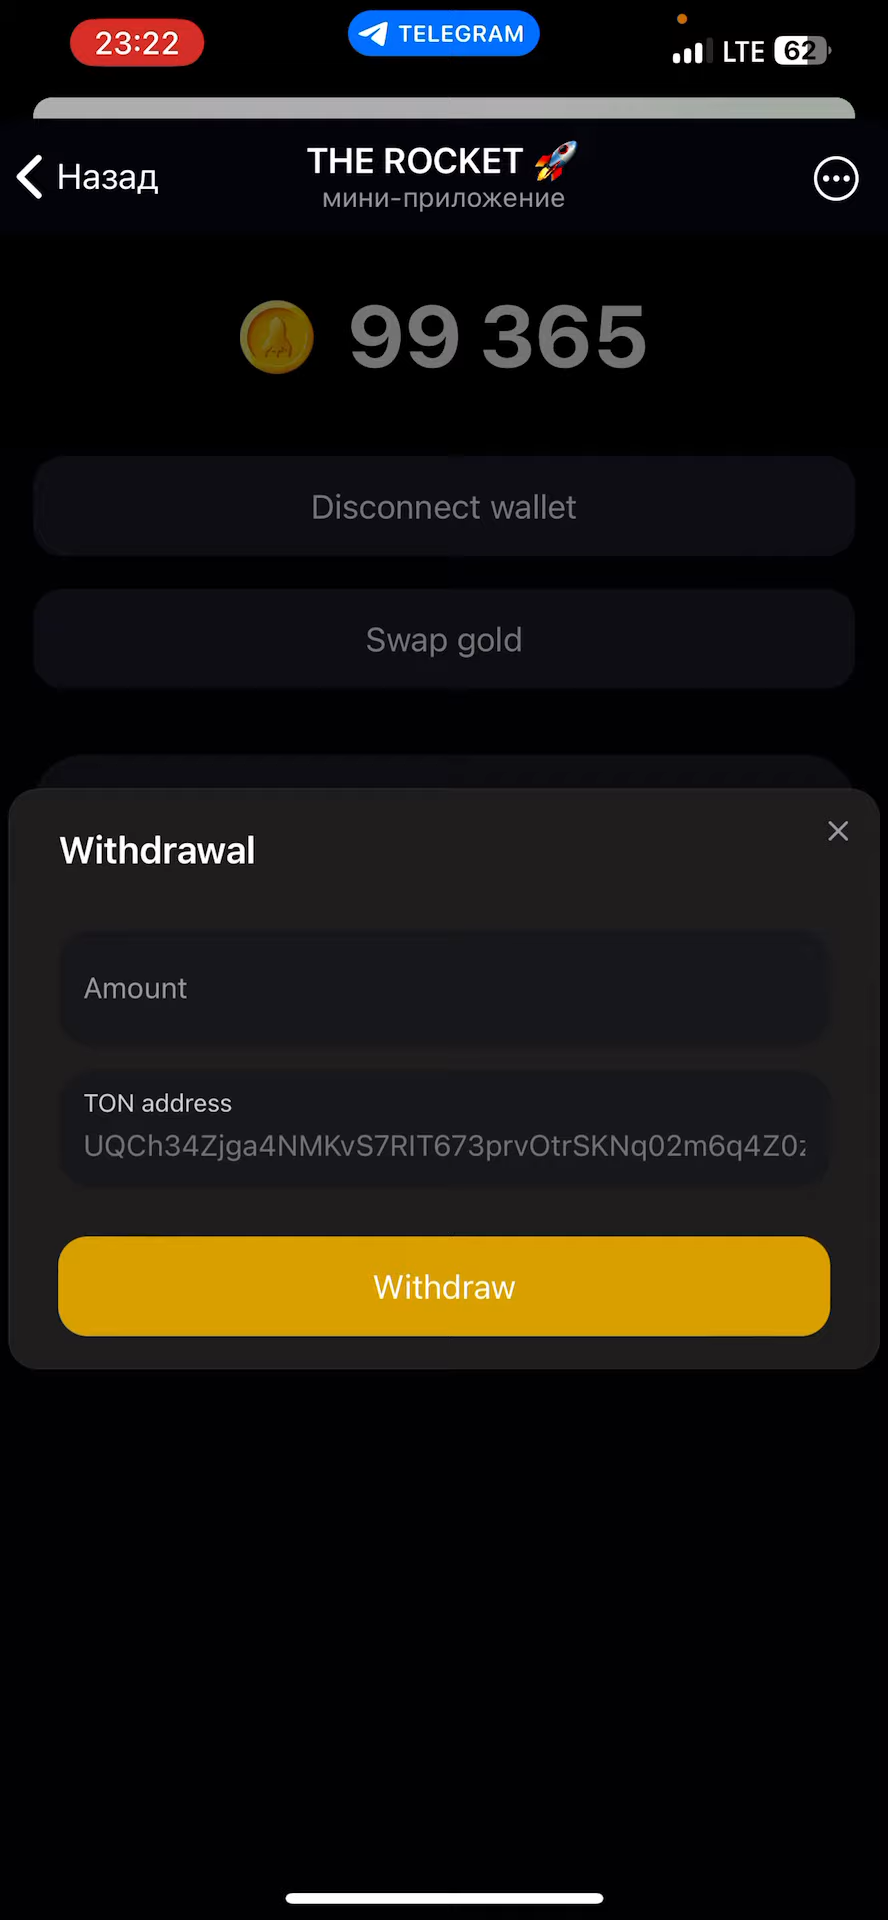 23:22
TELEGRAM
LTE
62
Назад
THE ROCKET 🚀
мини-приложение
99 365
Disconnect wallet
Swap gold
Withdrawal
Amount
TON address
UQCh34Zjga4NMKvS7RIT673prvOtrSKNq02m6q4Z0z
Withdraw